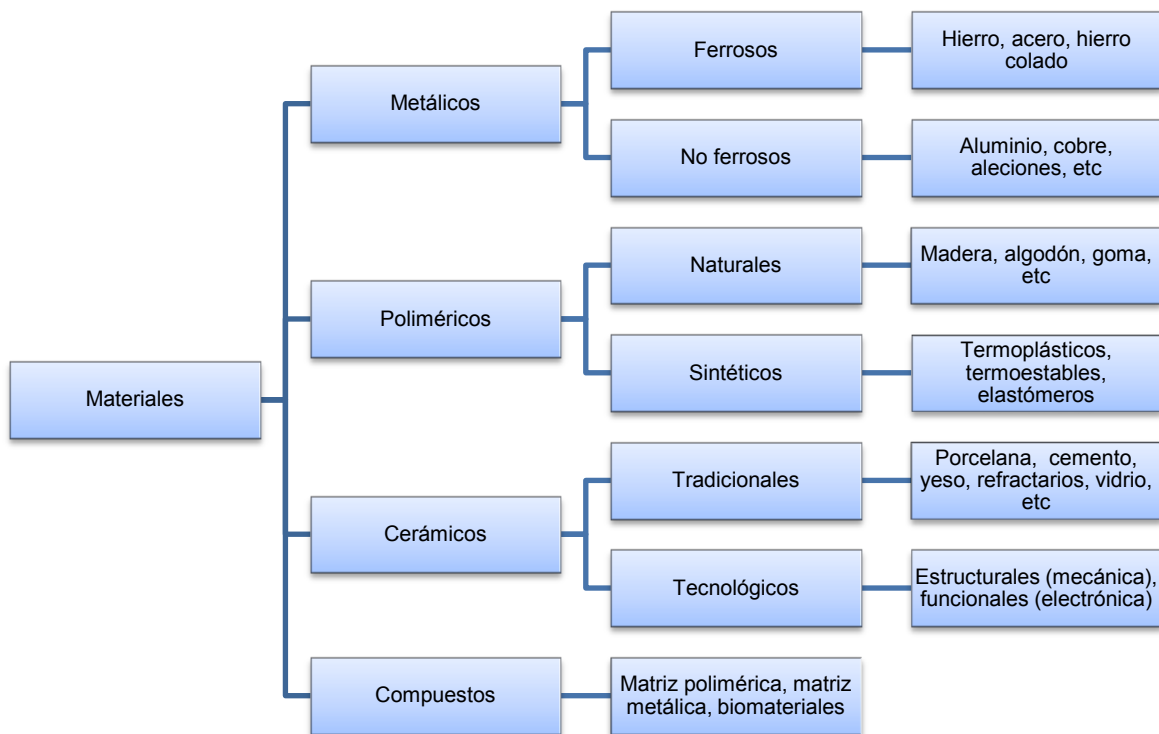 Materiales
Metálicos
Ferrosos
Hierro, acero, hierro
colado
No ferrosos
Aluminio, cobre,
aleciones, etc
Poliméricos
Naturales
Madera, algodón, goma,
etc
Sintéticos
Termoplásticos,
termoestables,
elastómeros
Cerámicos
Tradicionales
Porcelana, cemento,
yeso, refractarios, vidrio,
etc
Tecnológicos
Estructurales (mecánica),
funcionales (electrónica)
Compuestos
Matriz polimérica, matriz
metálica, biomateriales